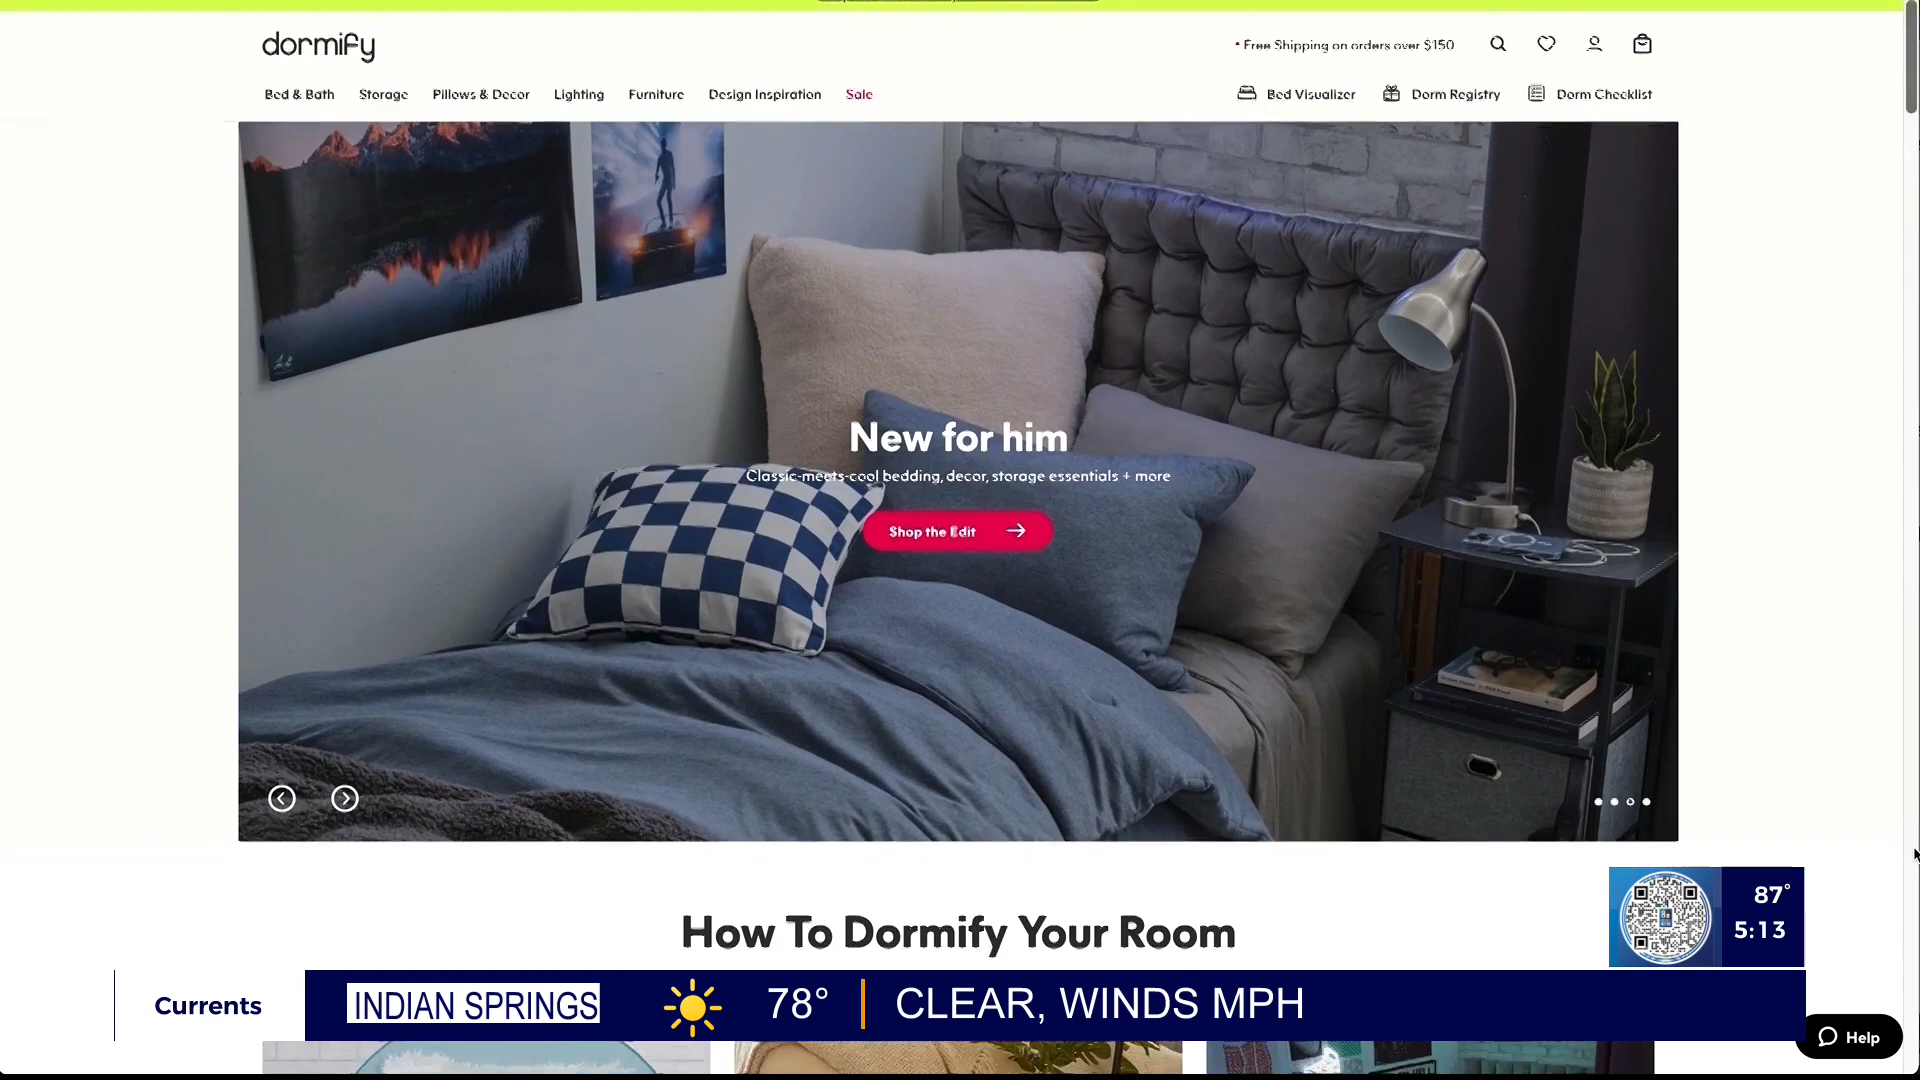 dormify
• Free Shipping on orders over $150
Bed & Bath Storage Pillows & Decor Lighting Furniture Design Inspiration Sale
Bed Visualizer Dorm Registry Dorm Checklist
New for him
Classic-meets-cool bedding, decor, storage essentials + more
Shop the Edit
How To Dormify Your Room
87°
5:13
Currents
INDIAN SPRINGS 78° CLEAR, WINDS MPH
Help